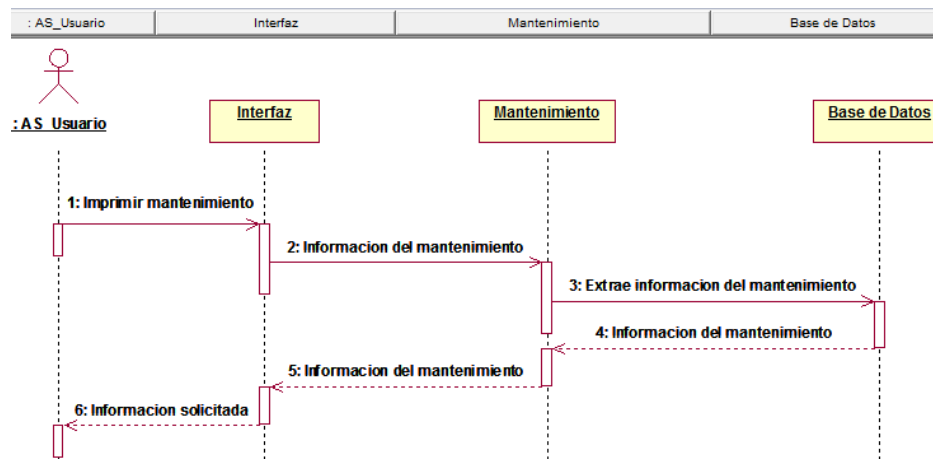 : AS_Usuario Interfaz Mantenimiento Base de Datos
: AS_Usuario
Interfaz
Mantenimiento
Base de Datos
1: Imprimir mantenimiento
2: Informacion del mantenimiento
3: Extrae informacion del mantenimiento
4: Informacion del mantenimiento
5: Informacion del mantenimiento
6: Informacion solicitada